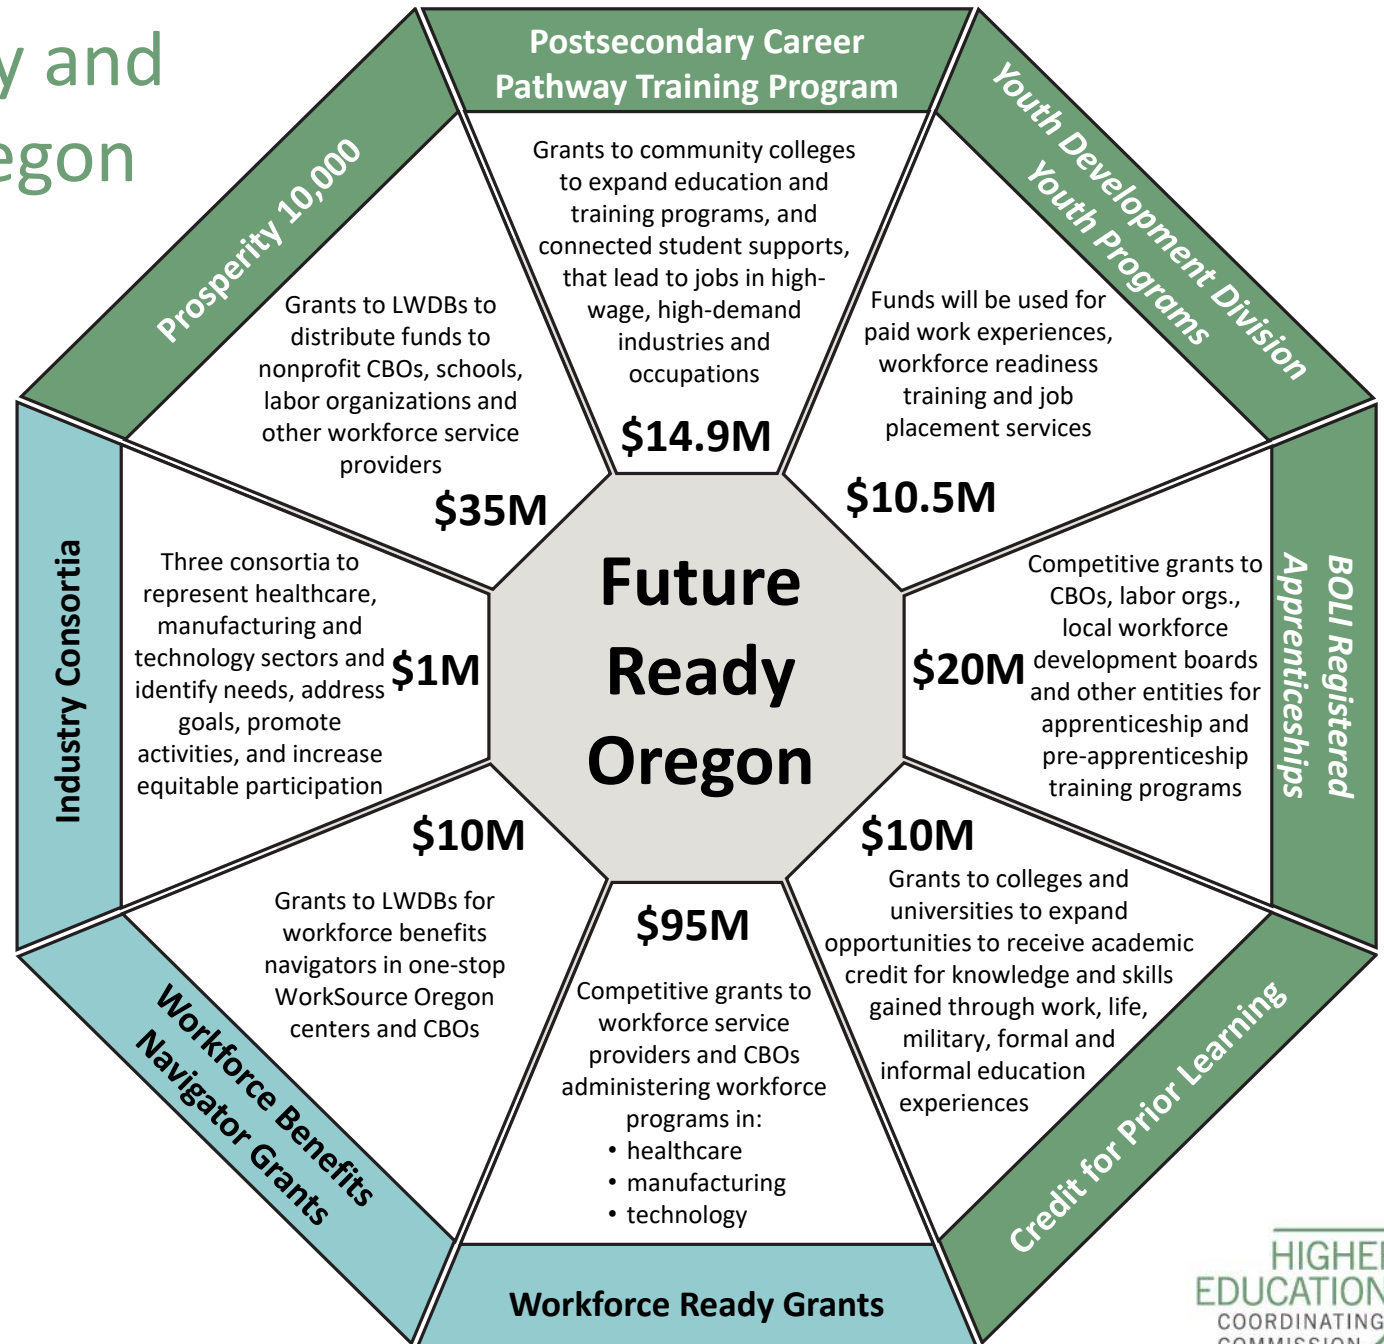 y and
egon
Postsecondary Career
Pathway Training Program
Grants to community colleges
to expand education and
training programs, and
connected student supports,
that lead to jobs in high-
wage, high-demand
industries and
occupations
$14.9M
Youth Development Division
Youth Programs
Funds will be used for
paid work experiences,
workforce readiness
training and job
placement services
$10.5M
BOLI Registered
Apprenticeships
Competitive grants to
CBOs, labor orgs.,
local workforce
development boards
and other entities for
apprenticeship and
pre-apprenticeship
training programs
$20M
Credit for Prior Learning
$10M
Grants to colleges and
universities to expand
opportunities to receive academic
credit for knowledge and skills
gained through work, life,
military, formal and
informal education
experiences
Workforce Ready Grants
$95M
Competitive grants to
workforce service
providers and CBOs
administering workforce
programs in:
• healthcare
• manufacturing
• technology
Workforce Benefits
Navigator Grants
$10M
Grants to LWDBs for
workforce benefits
navigators in one-stop
WorkSource Oregon
centers and CBOs
Industry Consortia
Three consortia to
represent healthcare,
manufacturing and
technology sectors and
identify needs, address
goals, promote
activities, and increase
equitable participation
$1M
Prosperity 10,000
Grants to LWDBs to
distribute funds to
nonprofit CBOs, schools,
labor organizations and
other workforce service
providers
$35M
Future
Ready
Oregon
HIGHER
EDUCATION
COORDINATING
COMMISSION